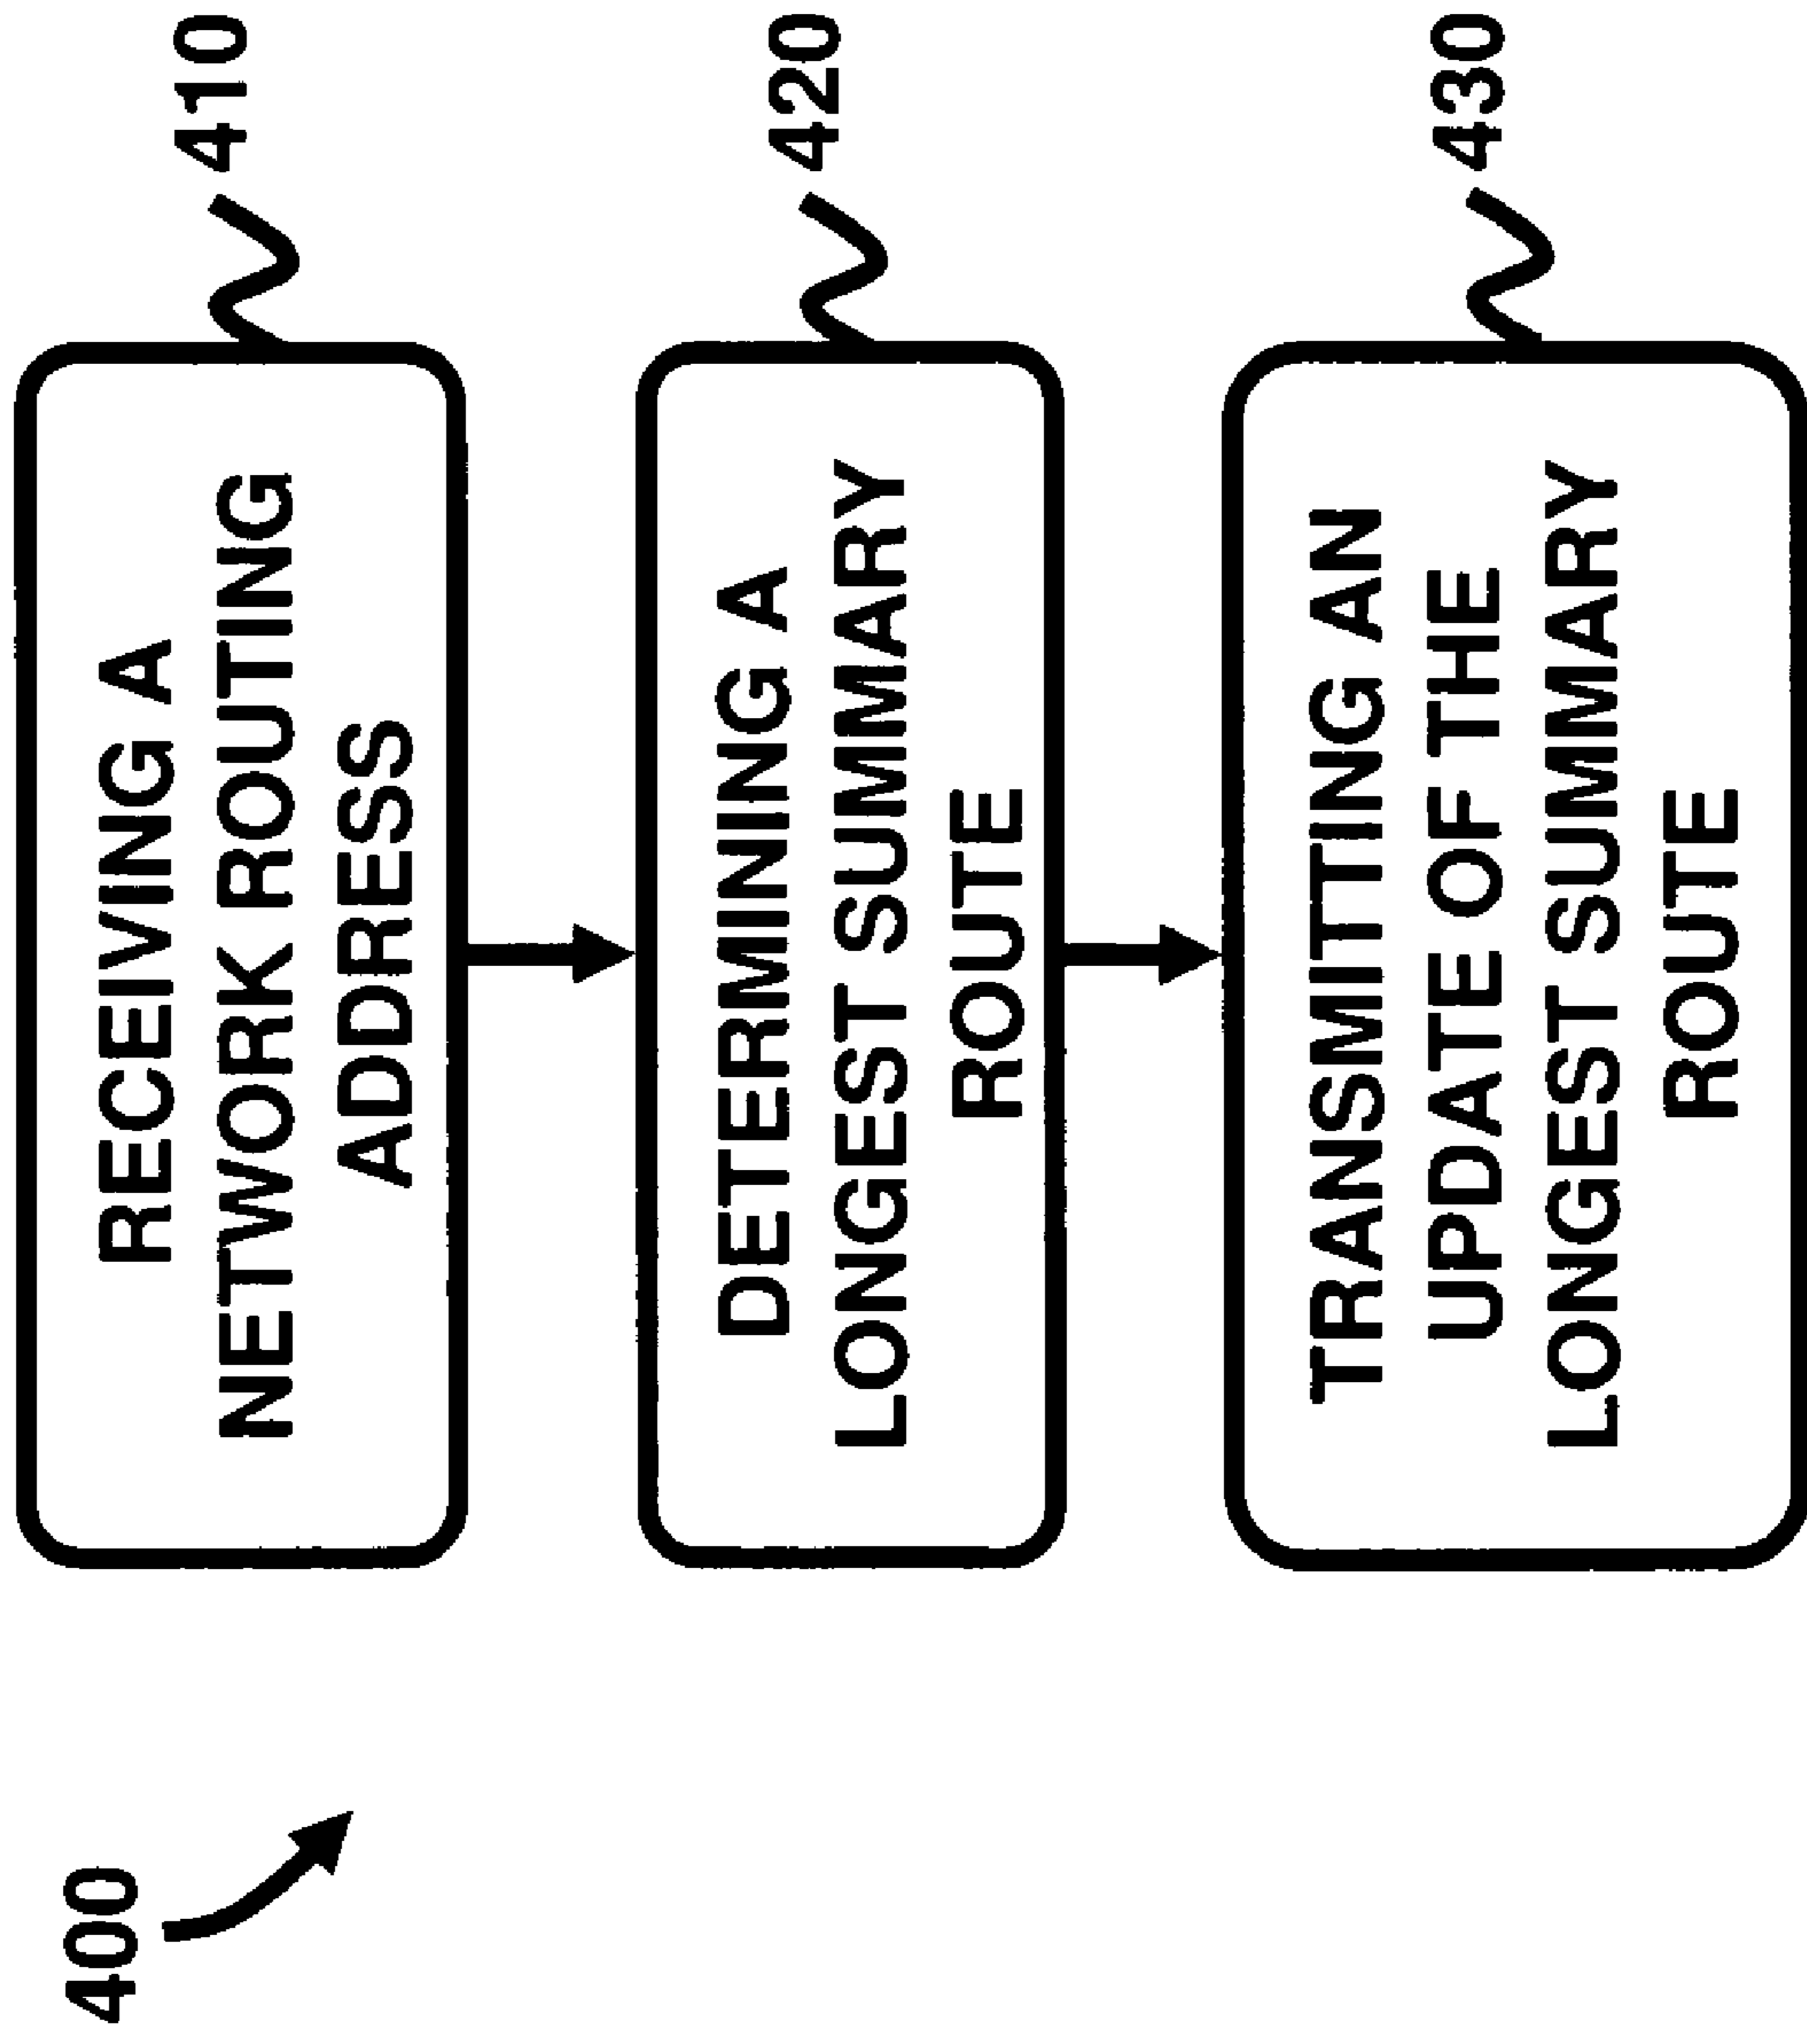 400
RECEIVING A
NETWORK ROUTING
ADDRESS
410
DETERMINING A
LONGEST SUMMARY
ROUTE
420
TRANSMITTING AN
UPDATE OF THE
LONGEST SUMMARY
ROUTE
430